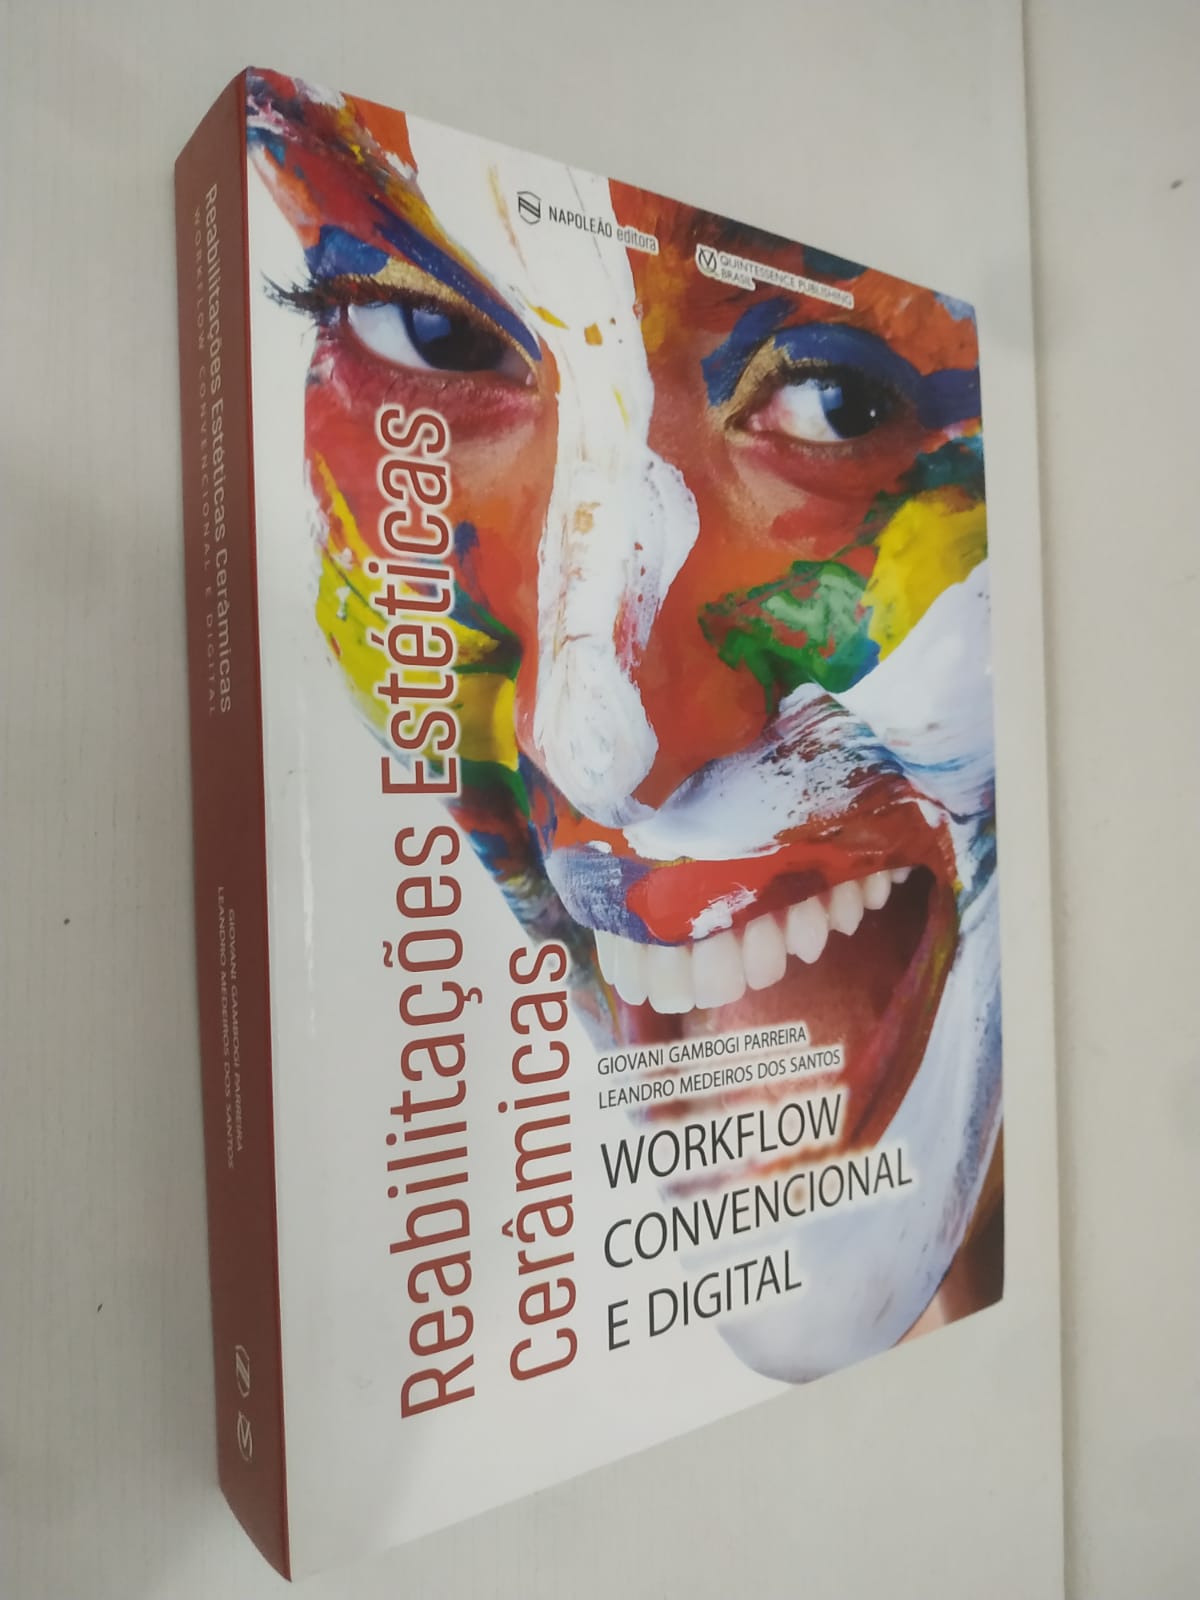 NAPOLEÃO editora
QUINTESSENCE PUBLISHING
BRASIL
Reabilitações Estéticas
Cerâmicas
GIOVANI GAMBOGI PARREIRA
LEANDRO MEDEIROS DOS SANTOS
WORKFLOW
CONVENCIONAL
E DIGITAL
Reabilitações Estéticas Cerâmicas
WORKFLOW CONVENCIONAL E DIGITAL
GIOVANI GAMBOGI PARREIRA
LEANDRO MEDEIROS DOS SANTOS